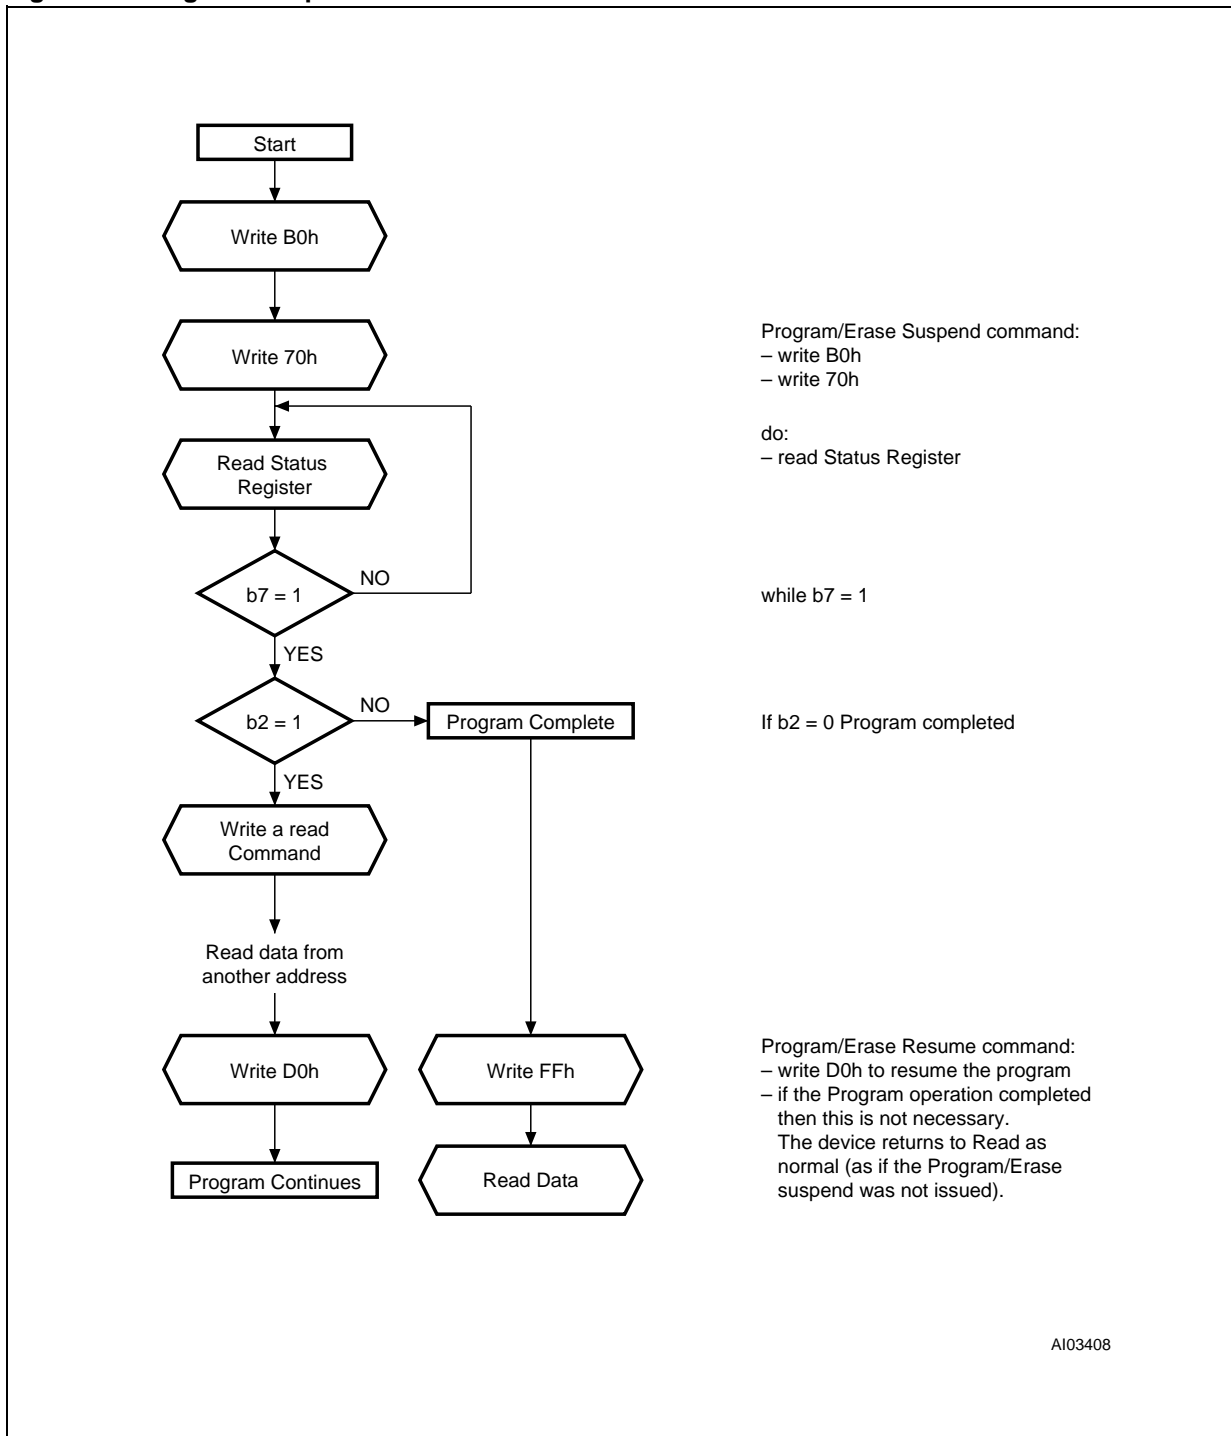 Start
Write B0h
Write 70h
Read Status
Register
b7 = 1
NO
YES
b2 = 1
NO
YES
Program Complete
Write a read
Command
Read data from
another address
Write D0h
Program Continues
Write FFh
Read Data
Program/Erase Suspend command:
– write B0h
– write 70h
do:
– read Status Register
while b7 = 1
If b2 = 0 Program completed
Program/Erase Resume command:
– write D0h to resume the program
– if the Program operation completed
then this is not necessary.
The device returns to Read as
normal (as if the Program/Erase
suspend was not issued).
AI03408